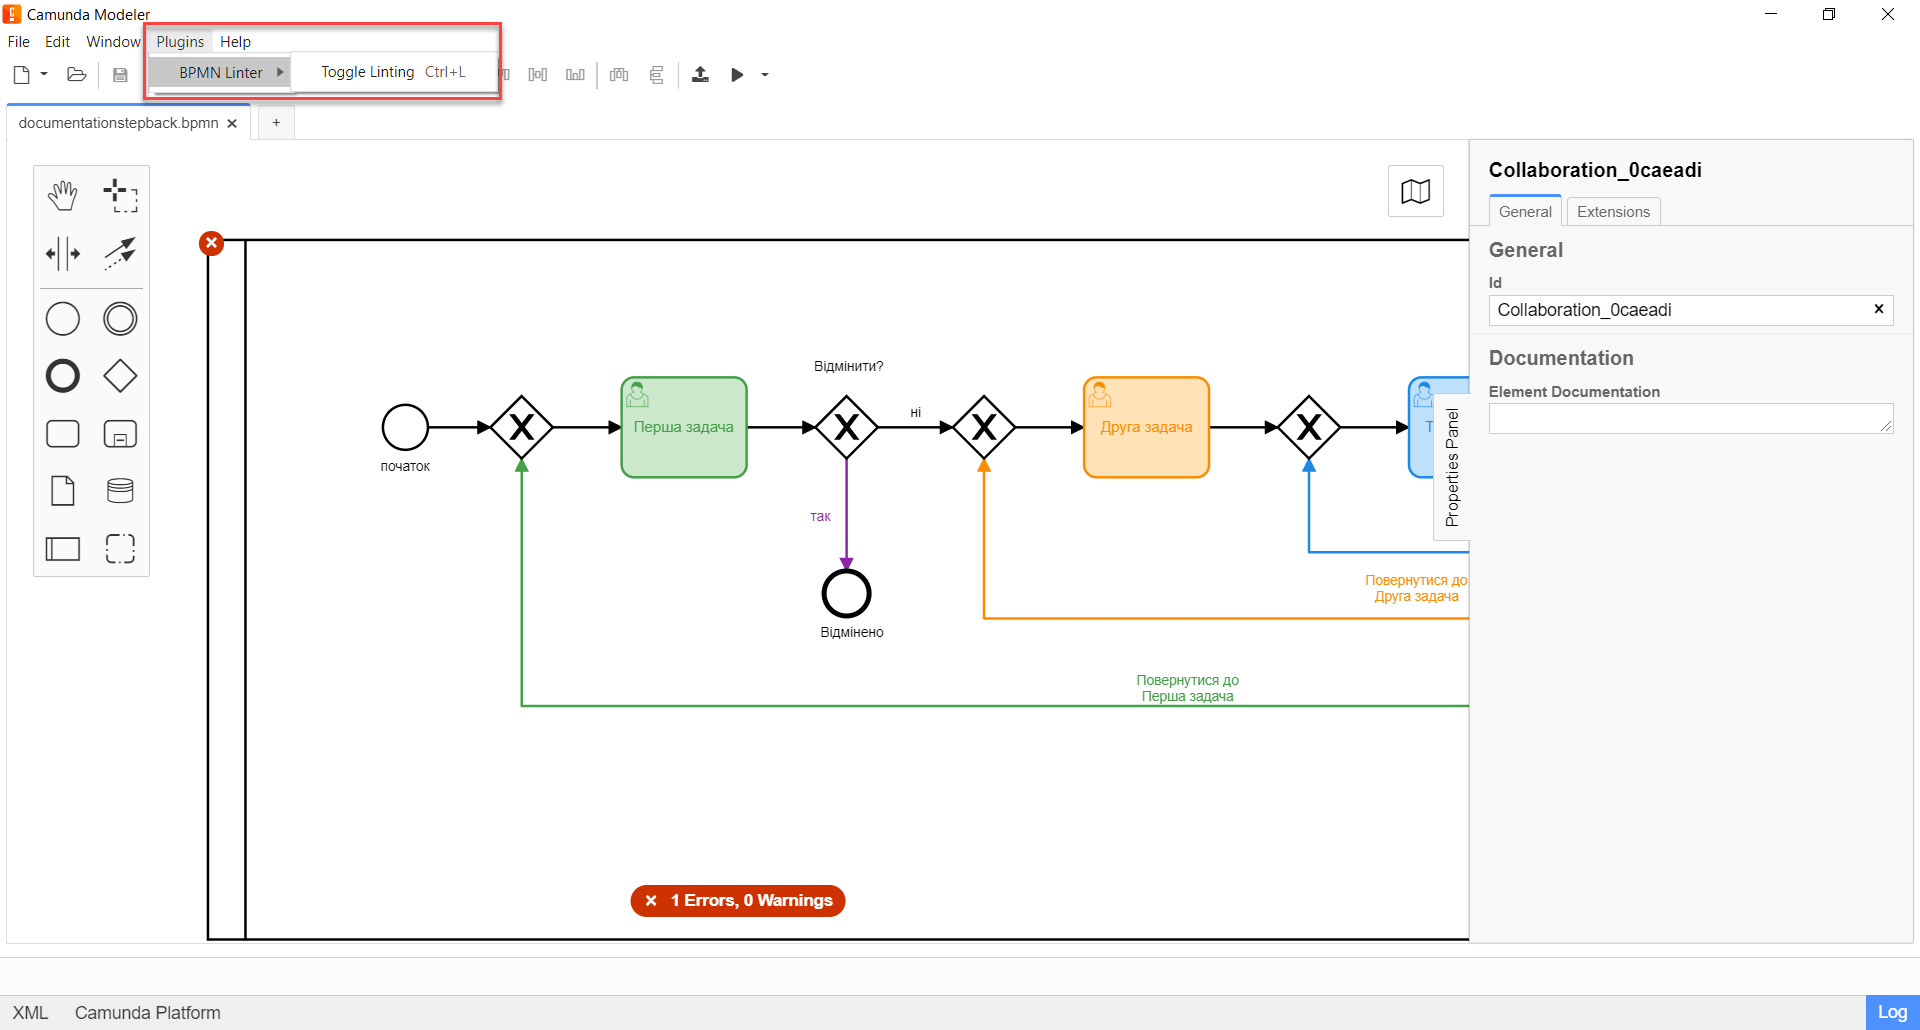 Camunda Modeler
File Edit Window Plugins Help
BPMN Linter
Toggle Linting Ctrl+L
documentationstepback.bpmn
+
Collaboration_0caeadi
General Extensions
General
Id
Collaboration_0caeadi
Documentation
Element Documentation
Properties Panel
Відмінити?
ні
Перша задача
Друга задача
Т
початок
так
Відмінено
Повернутися до
Друга задача
Повернутися до
Перша задача
1 Errors, 0 Warnings
XML Camunda Platform
Log